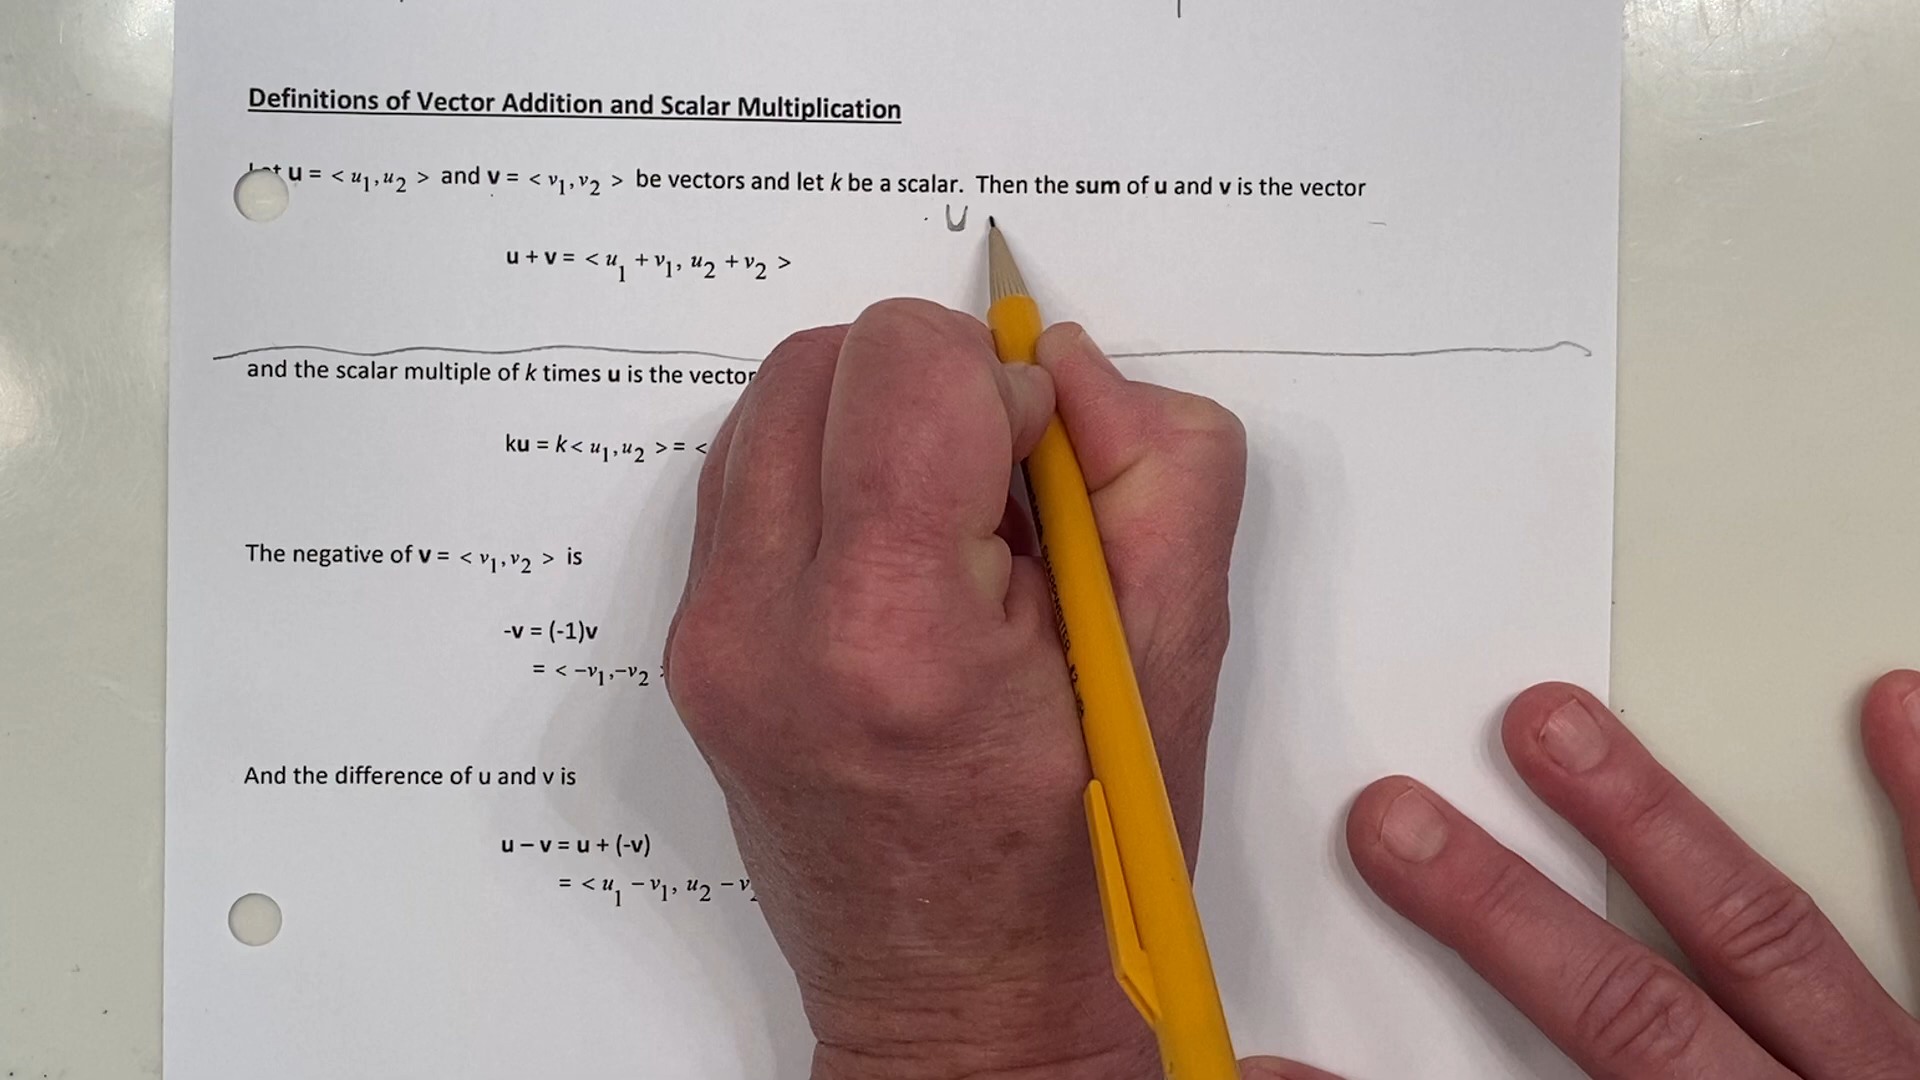 Definitions of Vector Addition and Scalar Multiplication
u = < u₁, u₂ > and v = < v₁, v₂ > be vectors and let k be a scalar. Then the sum of u and v is the vector
U
u + v = < u₁ + v₁, u₂ + v₂ >
and the scalar multiple of k times u is the vector
ku = k< u₁, u₂ > = <
The negative of v = < v₁, v₂ > is
-v = (-1)v
= < −v₁, −v₂
And the difference of u and v is
u − v = u + (-v)
= < u₁ − v₁, u₂ − v